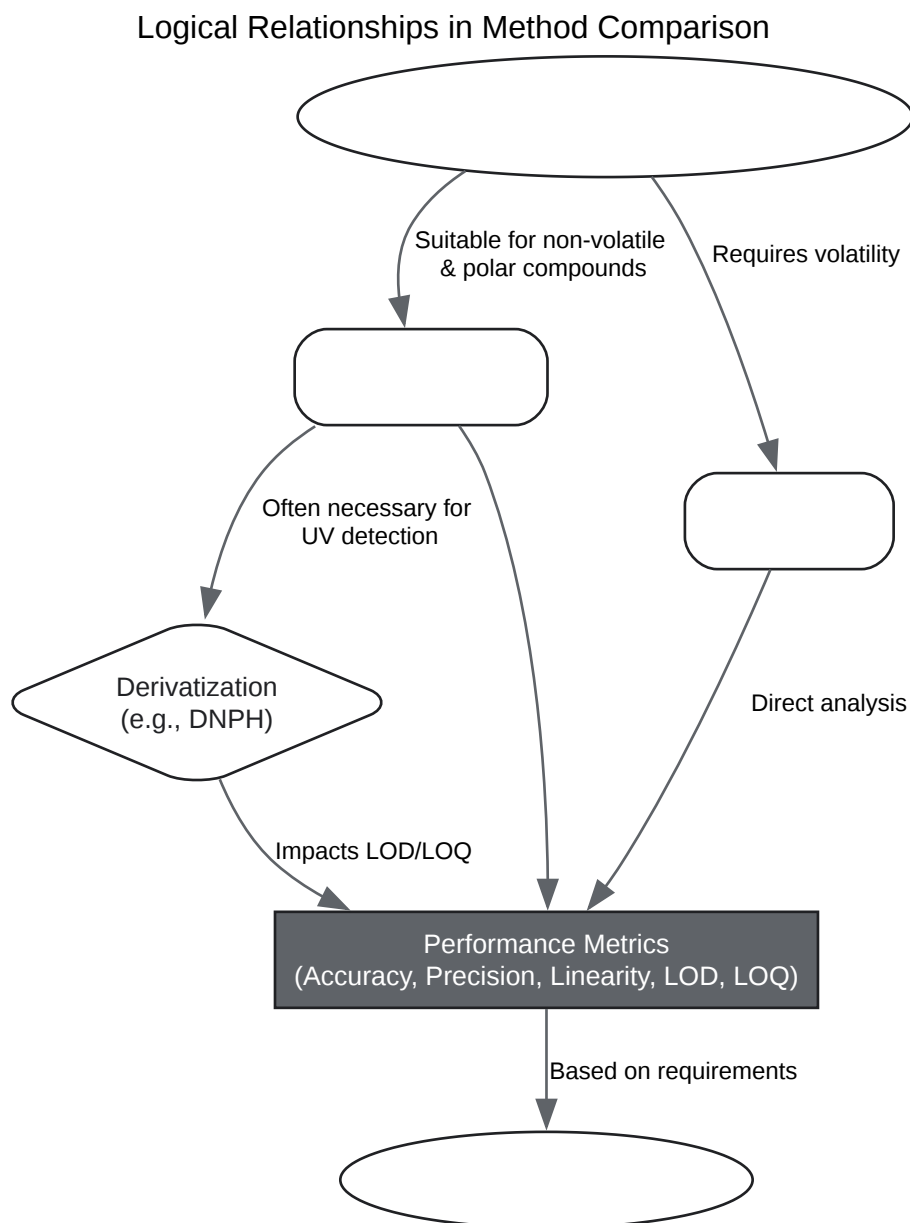 Logical Relationships in Method Comparison
Suitable for non-volatile
& polar compounds
Requires volatility
Often necessary for
UV detection
Derivatization
(e.g., DNPH)
Direct analysis
Impacts LOD/LOQ
Performance Metrics
(Accuracy, Precision, Linearity, LOD, LOQ)
Based on requirements